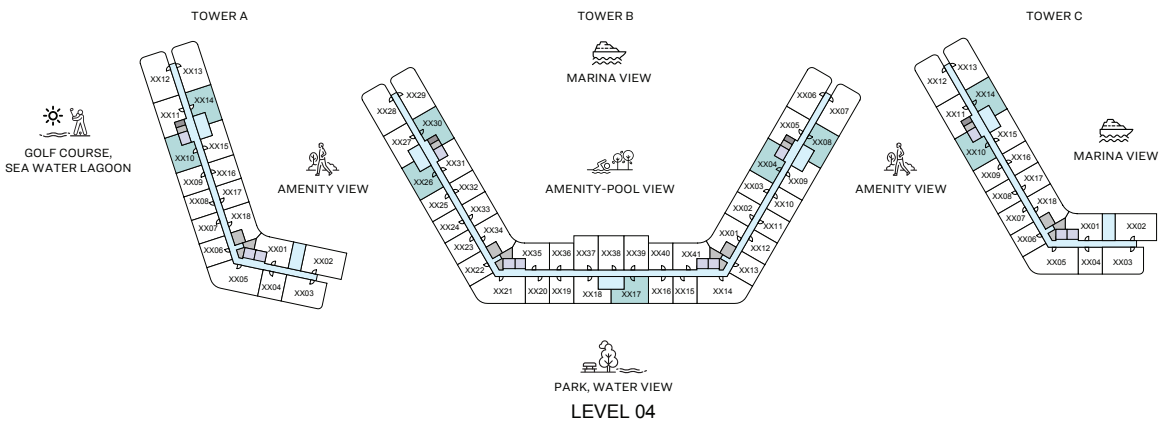 TOWER A
TOWER B
TOWER C
MARINA VIEW
GOLF COURSE,
SEA WATER LAGOON
AMENITY VIEW
AMENITY-POOL VIEW
AMENITY VIEW
MARINA VIEW
PARK, WATER VIEW
LEVEL 04
XX12
XX13
XX14
XX11
XX10
XX15
XX09
XX16
XX08
XX17
XX07
XX18
XX06
XX01
XX02
XX05
XX04
XX03
XX28
XX29
XX30
XX27
XX26
XX31
XX25
XX32
XX24
XX33
XX23
XX34
XX22
XX35
XX36
XX37
XX38
XX39
XX40
XX41
XX21
XX20
XX19
XX18
XX17
XX16
XX15
XX14
XX06
XX07
XX05
XX08
XX04
XX09
XX03
XX10
XX02
XX11
XX01
XX12
XX13
XX12
XX13
XX14
XX11
XX10
XX15
XX09
XX16
XX08
XX17
XX07
XX18
XX06
XX01
XX02
XX05
XX04
XX03